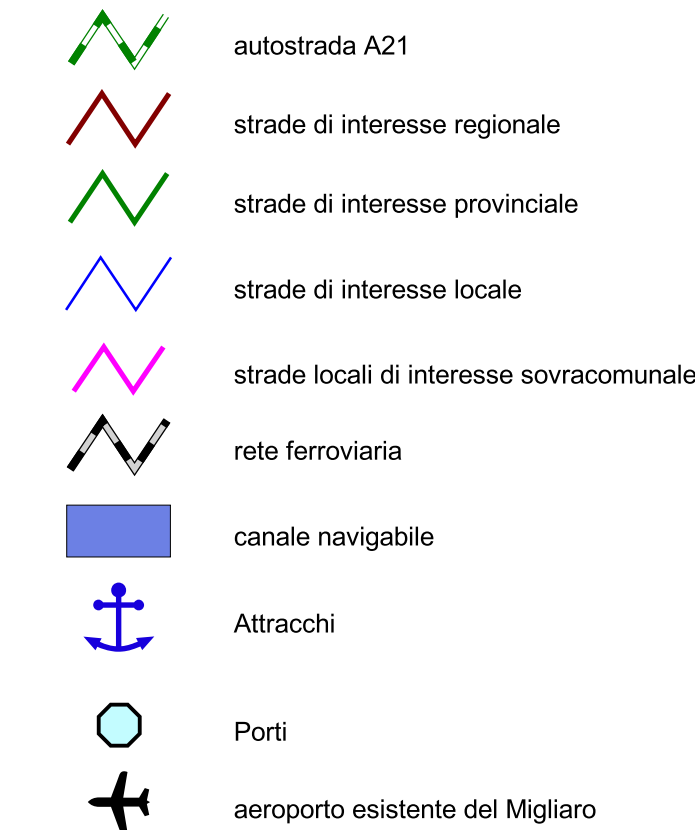 autostrada A21
strade di interesse regionale
strade di interesse provinciale
strade di interesse locale
strade locali di interesse sovracomunale
rete ferroviaria
canale navigabile
Attracchi
Porti
aeroporto esistente del Migliaro